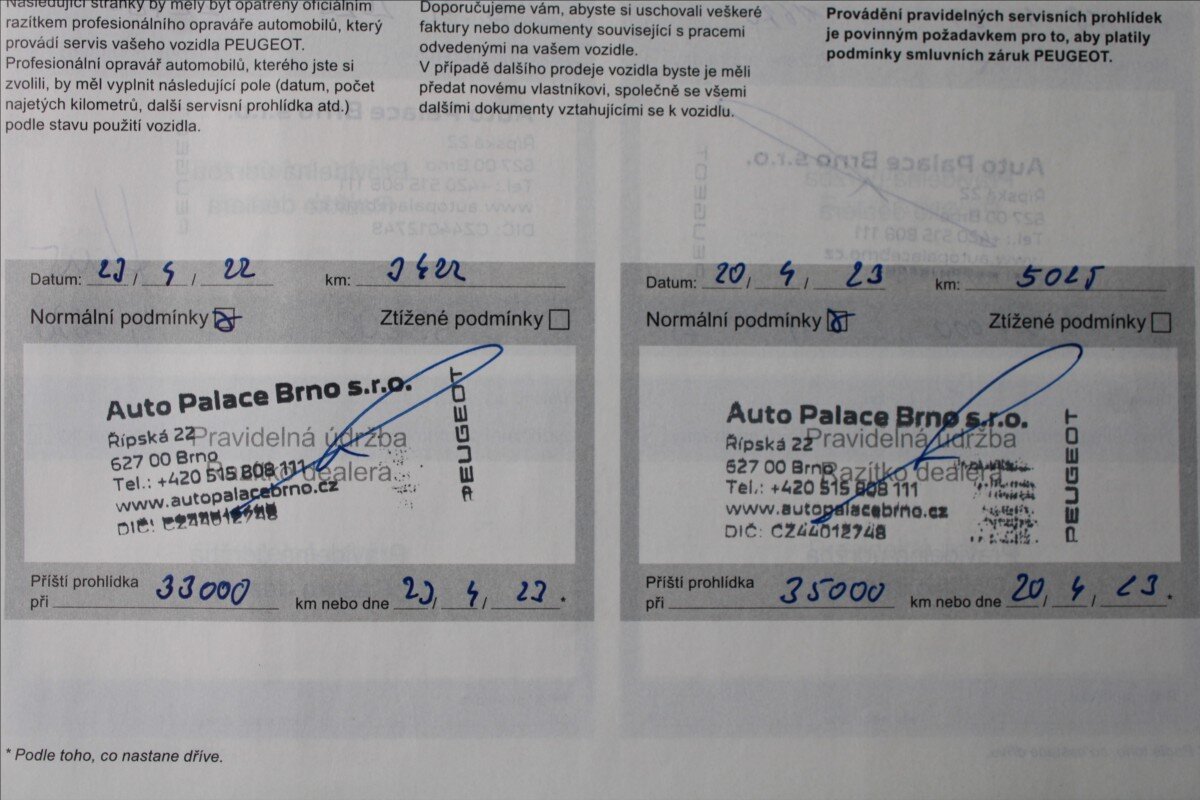 Následující stránky by měly být opatřeny oficiálním
razítkem profesionálního opraváře automobilů, který
provádí servis vašeho vozidla PEUGEOT.
Profesionální opravář automobilů, kterého jste si
zvolili, by měl vyplnit následující pole (datum, počet
najetých kilometrů, další servisní prohlídka atd.)
podle stavu použití vozidla.
Doporučujeme vám, abyste si uschovali veškeré
faktury nebo dokumenty související s pracemi
odvedenými na vašem vozidle.
V případě dalšího prodeje vozidla byste je měli
předat novému vlastníkovi, společně se všemi
dalšími dokumenty vztahujícími se k vozidlu.
Provádění pravidelných servisních prohlídek
je povinným požadavkem pro to, aby platily
podmínky smluvních záruk PEUGEOT.
Datum: 23 / 4 / 22 km: 3422
Normální podmínky Ztížené podmínky
Auto Palace Brno s.r.o.
Řípská 22
627 00 Brno
Tel.: +420 515 808 111
www.autopalacebrno.cz
DIČ: CZ44012748
PEUGEOT
Pravidelná údržba
Razítko dealera
Příští prohlídka
při 33000 km nebo dne 23 / 4 / 23 *
Datum: 20 / 4 / 23 km: 5025
Normální podmínky Ztížené podmínky
Auto Palace Brno s.r.o.
Řípská 22
627 00 Brno
Tel.: +420 515 808 111
www.autopalacebrno.cz
DIČ: CZ44012748
PEUGEOT
Pravidelná údržba
Razítko dealera
Příští prohlídka
při 35000 km nebo dne 20 / 4 / 23 *
* Podle toho, co nastane dříve.